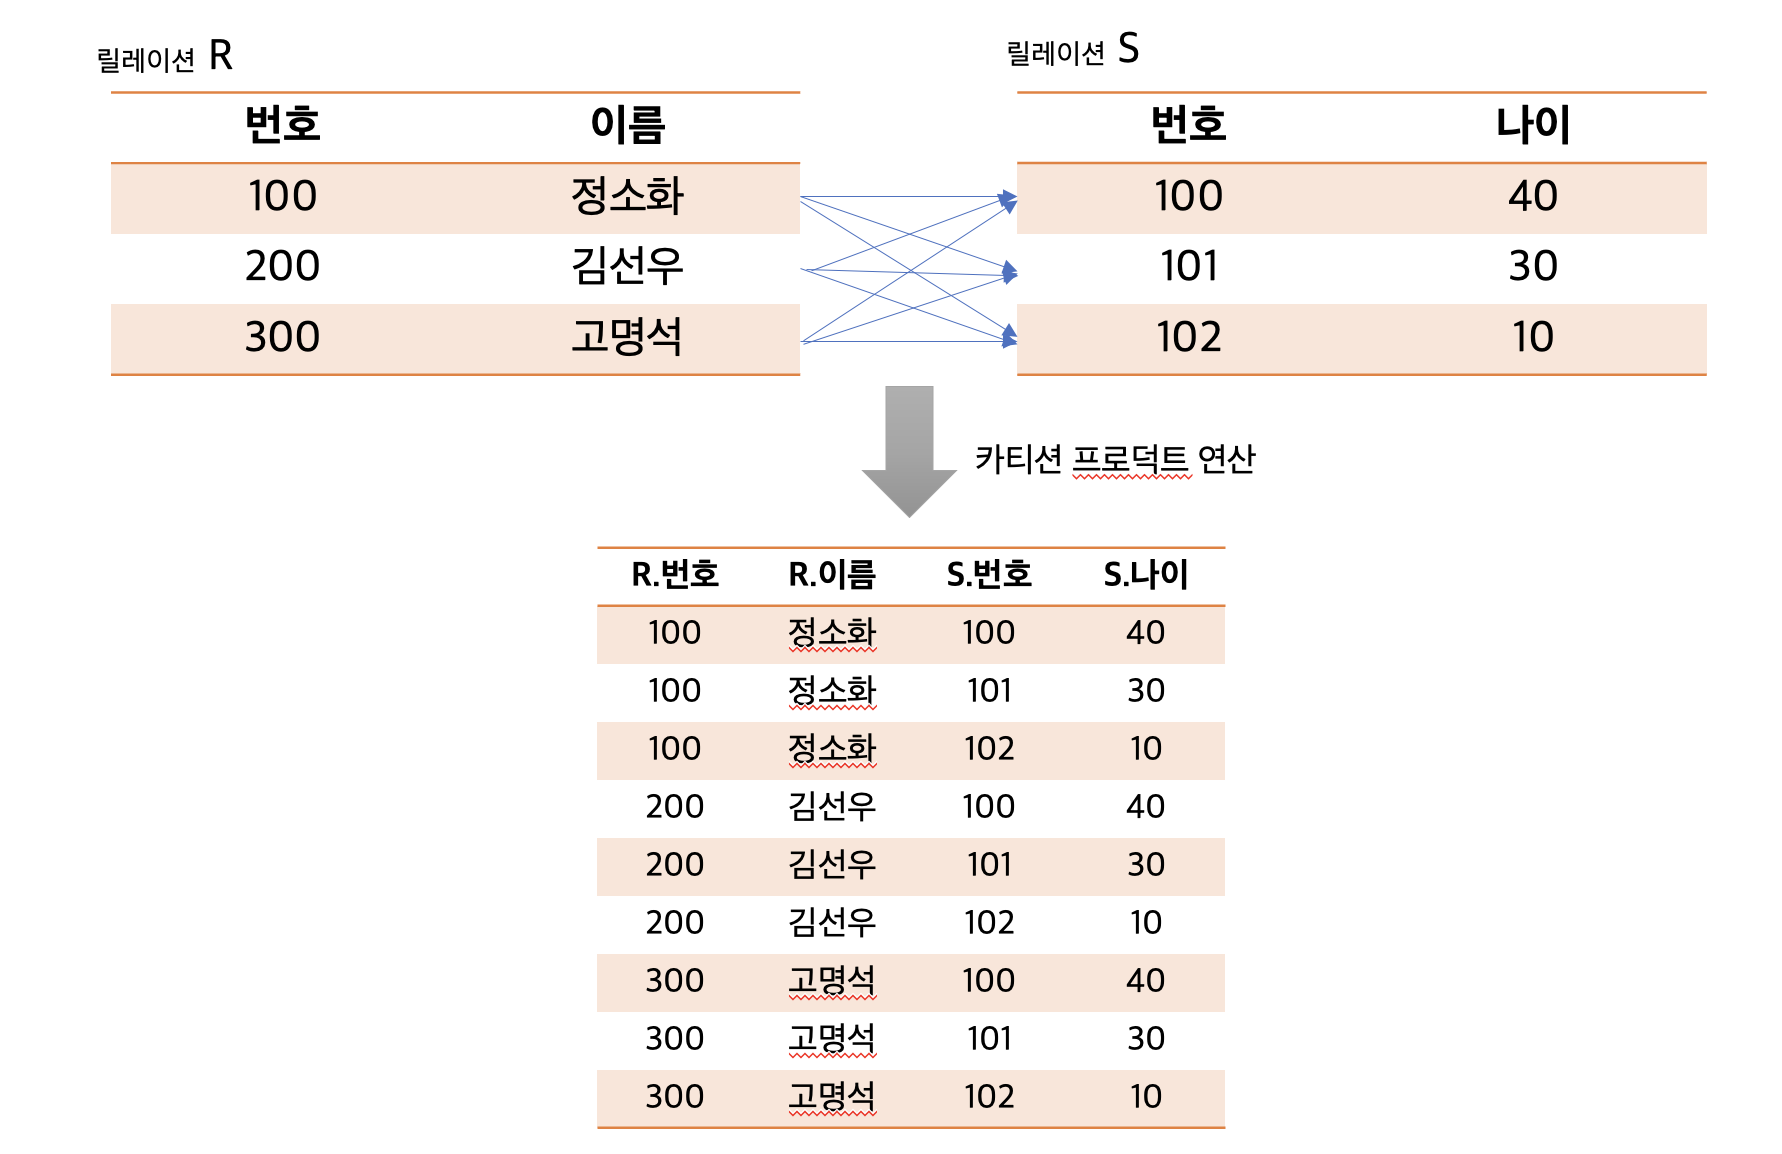 릴레이션 R
번호 이름
100 정소화
200 김선우
300 고명석
릴레이션 S
번호 나이
100 40
101 30
102 10
카티션 프로덕트 연산
R.번호 R.이름 S.번호 S.나이
100 정소화 100 40
100 정소화 101 30
100 정소화 102 10
200 김선우 100 40
200 김선우 101 30
200 김선우 102 10
300 고명석 100 40
300 고명석 101 30
300 고명석 102 10